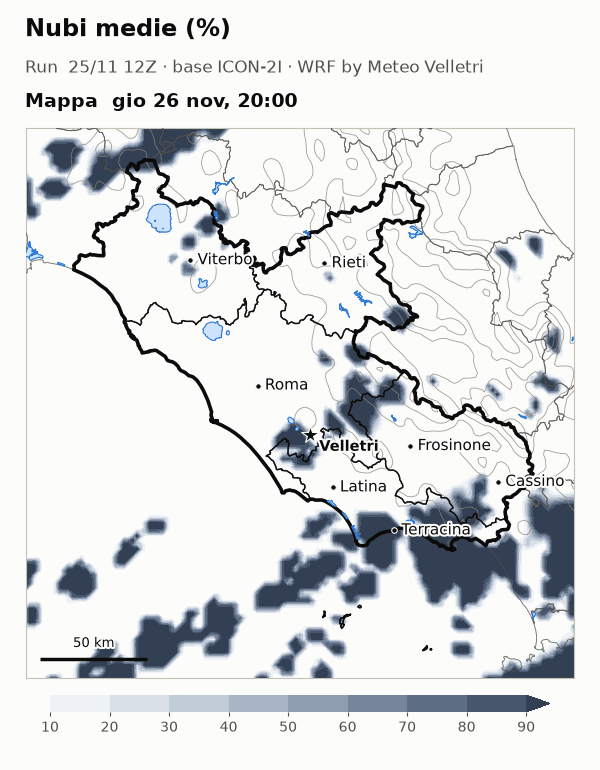 Nubi medie (%)
Run  25/11 12Z · base ICON-2I · WRF by Meteo Velletri
Mappa  gio 26 nov, 20:00
Viterbo
Rieti
Roma
Velletri
Frosinone
Latina
Cassino
Terracina
50 km
10 20 30 40 50 60 70 80 90